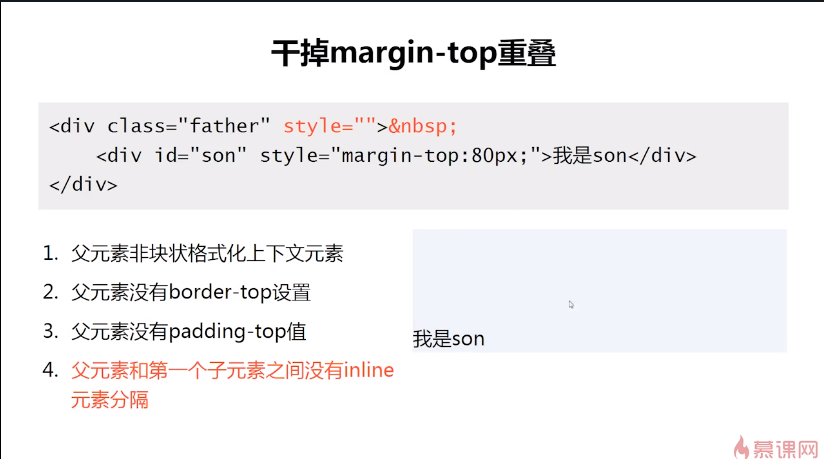 干掉margin-top重叠
<div class="father" style="">&nbsp;
    <div id="son" style="margin-top:80px;">我是son</div>
</div>
1. 父元素非块状格式化上下文元素
2. 父元素没有border-top设置
3. 父元素没有padding-top值
4. 父元素和第一个子元素之间没有inline
元素分隔
我是son
慕课网